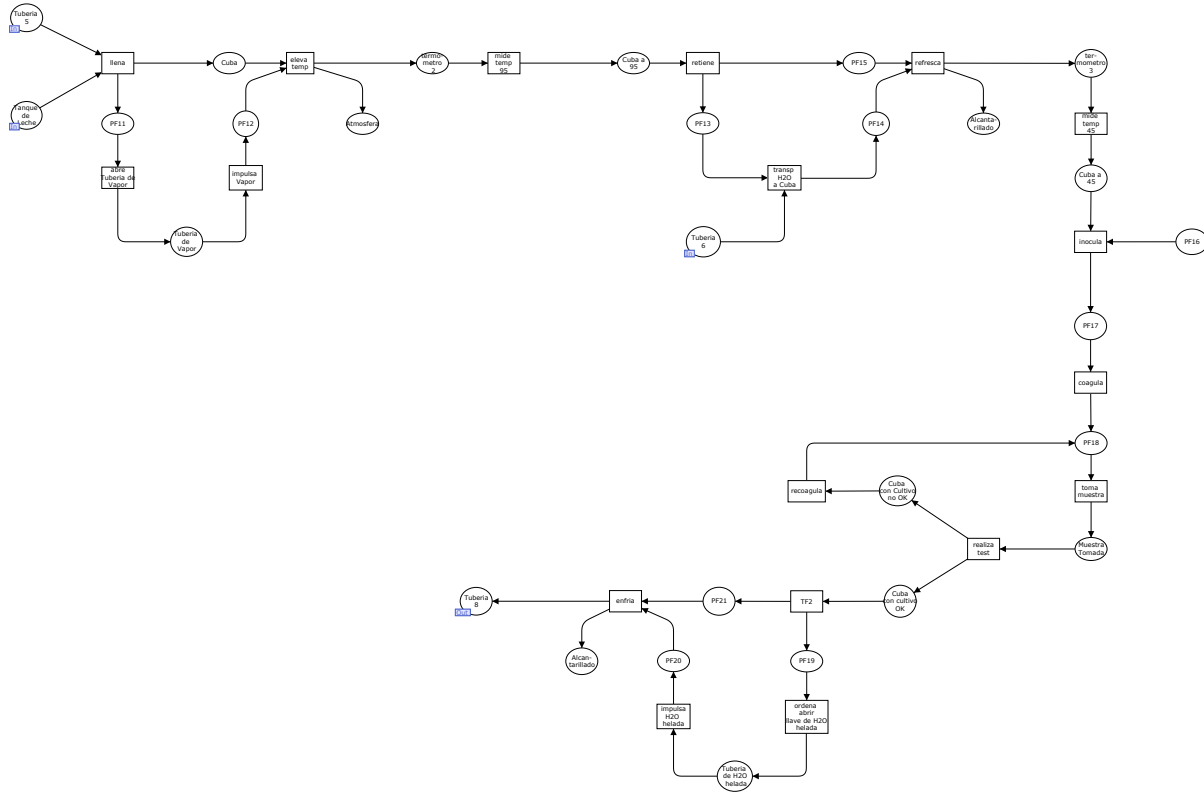 Tuberia
5
In
llena
Cuba
eleva
temp
termo-
metro
2
mide
temp
95
Cuba a
95
retiene
PF15
refresca
ter-
mometro
3
Tanque
de
Leche
In
PF11
PF12
Atmosfera
PF13
PF14
Alcanta-
rillado
mide
temp
45
abre
Tuberia de
Vapor
impulsa
Vapor
transp
H2O
a Cuba
Cuba a
45
Tuberia
de
Vapor
Tuberia
6
In
inocula
PF16
PF17
coagula
PF18
recoagula
Cuba
con Cultivo
no OK
toma
muestra
realiza
test
Muestra
Tomada
Tuberia
8
Out
enfria
PF21
TF2
Cuba
con cultivo
OK
Alcan-
tarillado
PF20
PF19
impulsa
H2O
helada
ordena
abrir
llave de H2O
helada
Tuberia
de H2O
helada